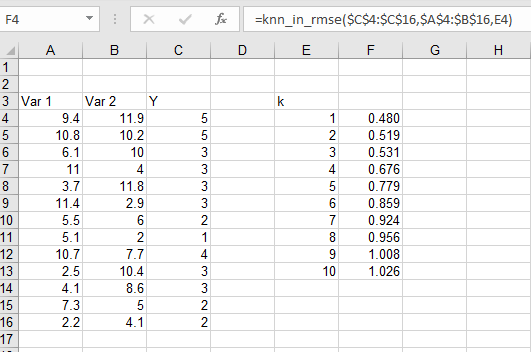 F4 fx =knn_in_rmse($C$4:$C$16,$A$4:$B$16,E4)
A B C D E F G H
1
2
3 Var 1 Var 2 Y k
4 9.4 11.9 5 1 0.480
5 10.8 10.2 5 2 0.519
6 6.1 10 3 3 0.531
7 11 4 3 4 0.676
8 3.7 11.8 3 5 0.779
9 11.4 2.9 3 6 0.859
10 5.5 6 2 7 0.924
11 5.1 2 1 8 0.956
12 10.7 7.7 4 9 1.008
13 2.5 10.4 3 10 1.026
14 4.1 8.6 3
15 7.3 5 2
16 2.2 4.1 2
17